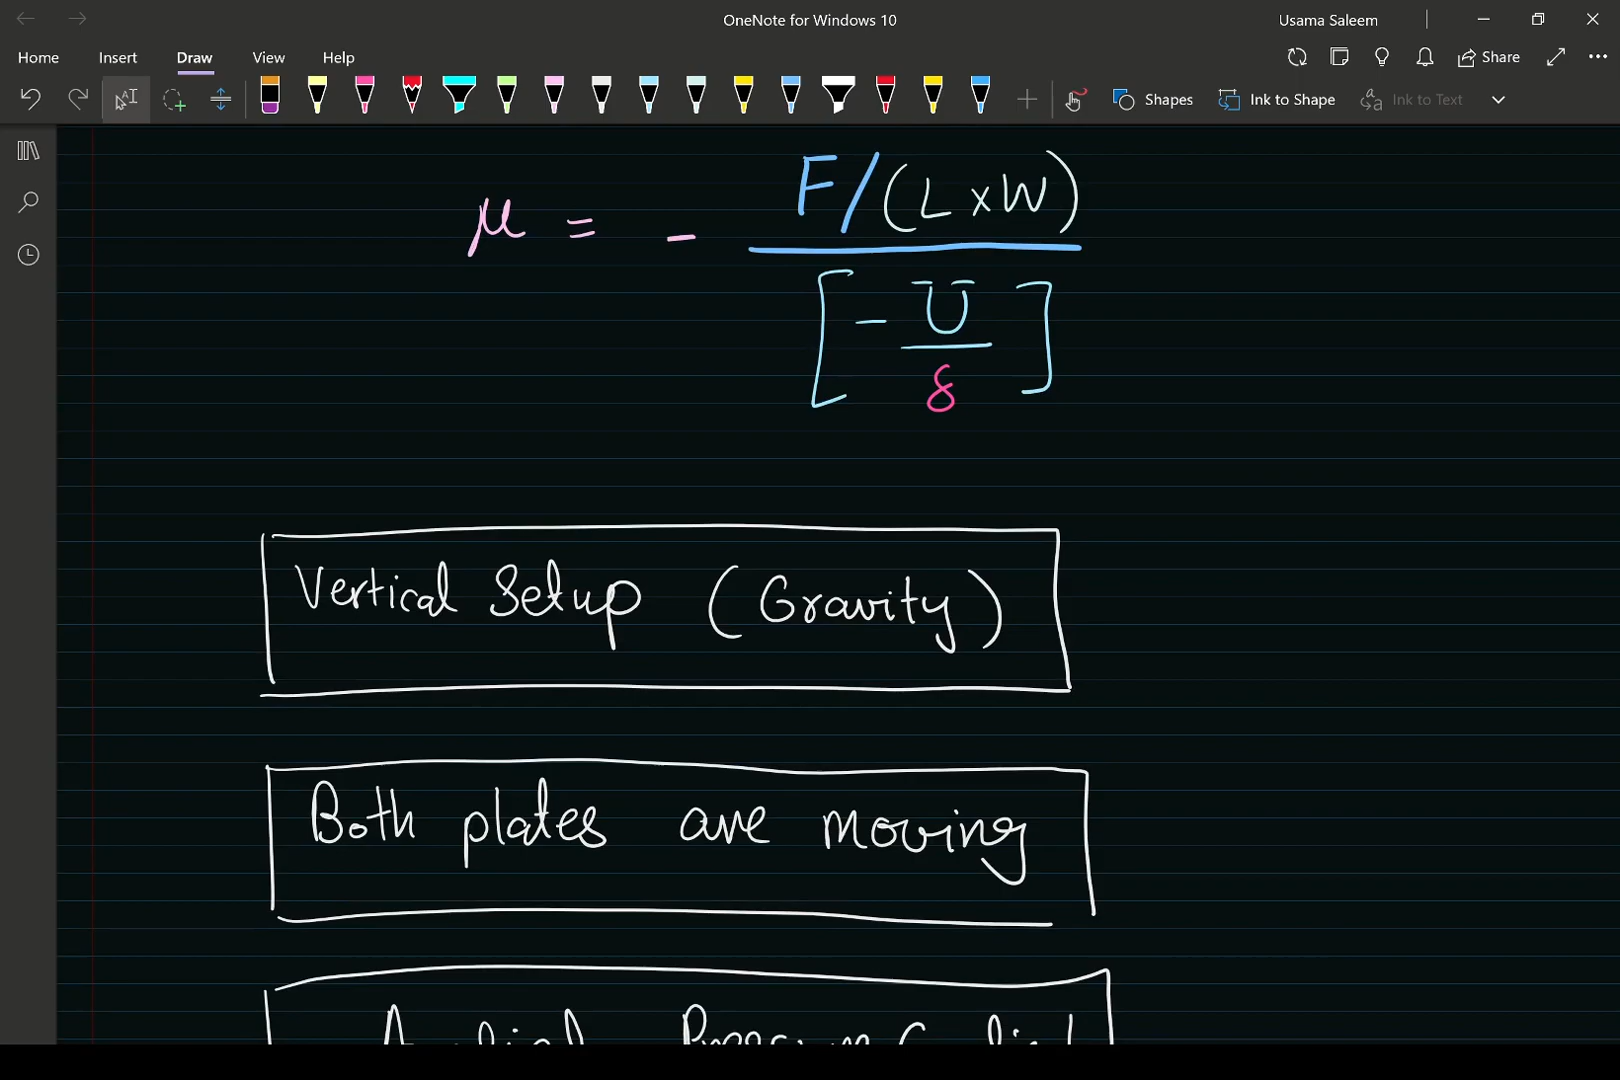 OneNote for Windows 10
Usama Saleem
Home Insert Draw View Help
Share
Shapes Ink to Shape Ink to Text
F/(L×W)
μ = -
[- U
8 ]
Vertical Setup (Gravity)
Both plates are moving